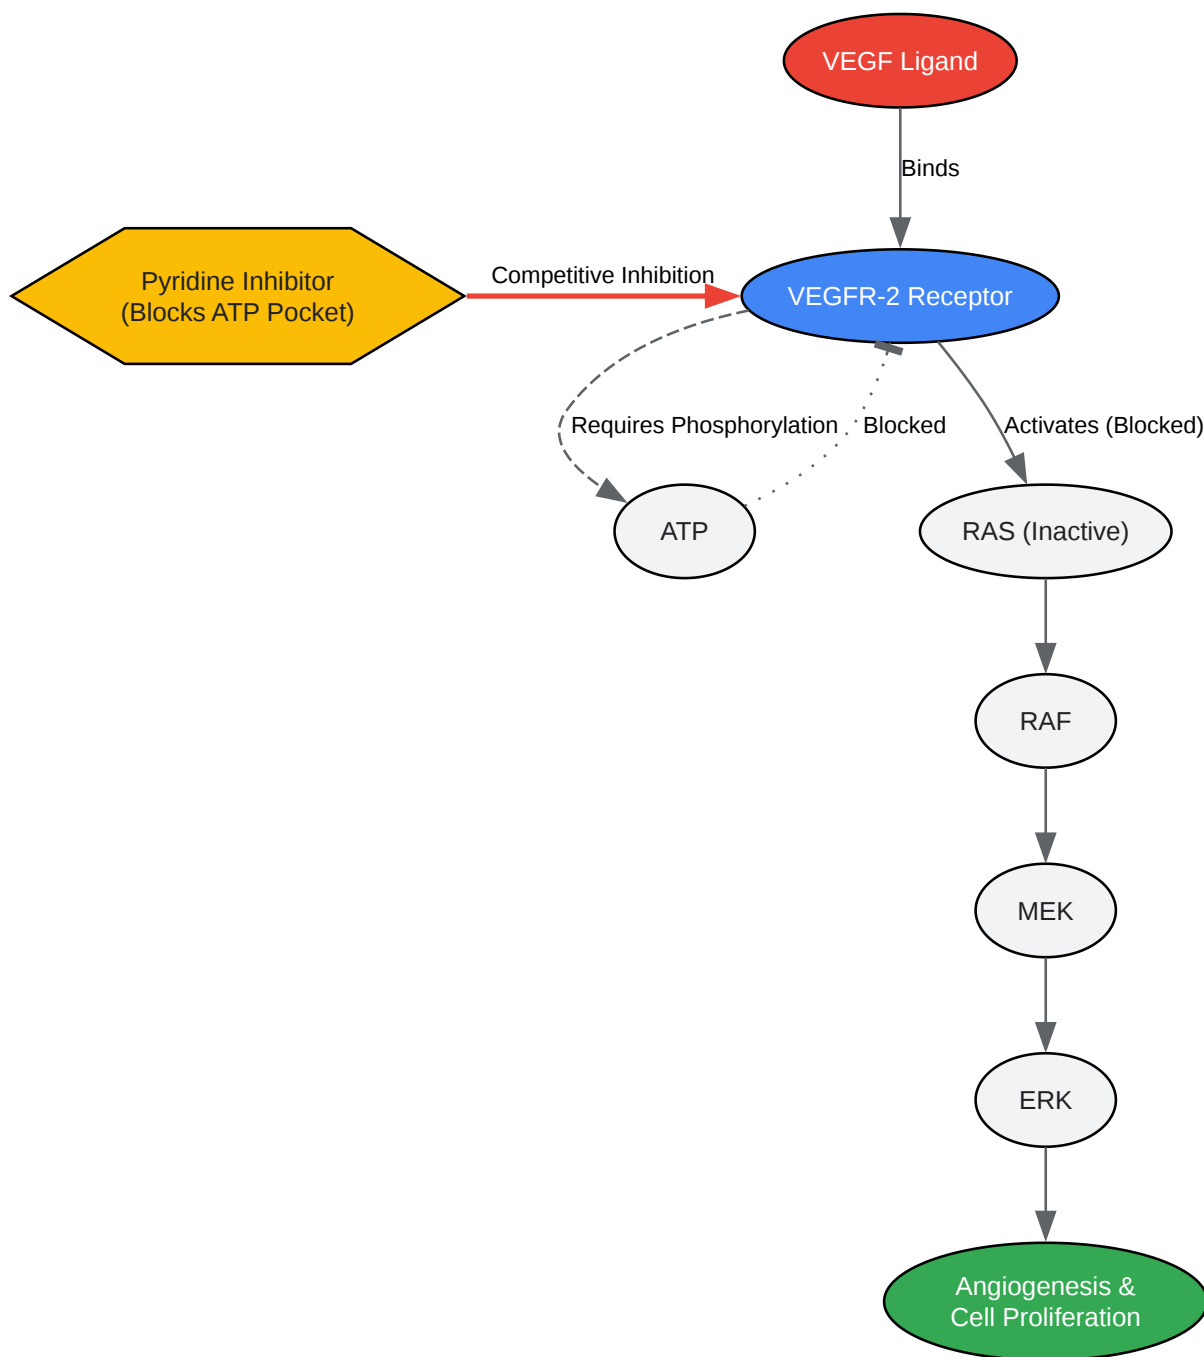 VEGF Ligand
Binds
Pyridine Inhibitor
(Blocks ATP Pocket)
Competitive Inhibition
VEGFR-2 Receptor
Requires Phosphorylation
Blocked
Activates (Blocked)
ATP
RAS (Inactive)
RAF
MEK
ERK
Angiogenesis &
Cell Proliferation